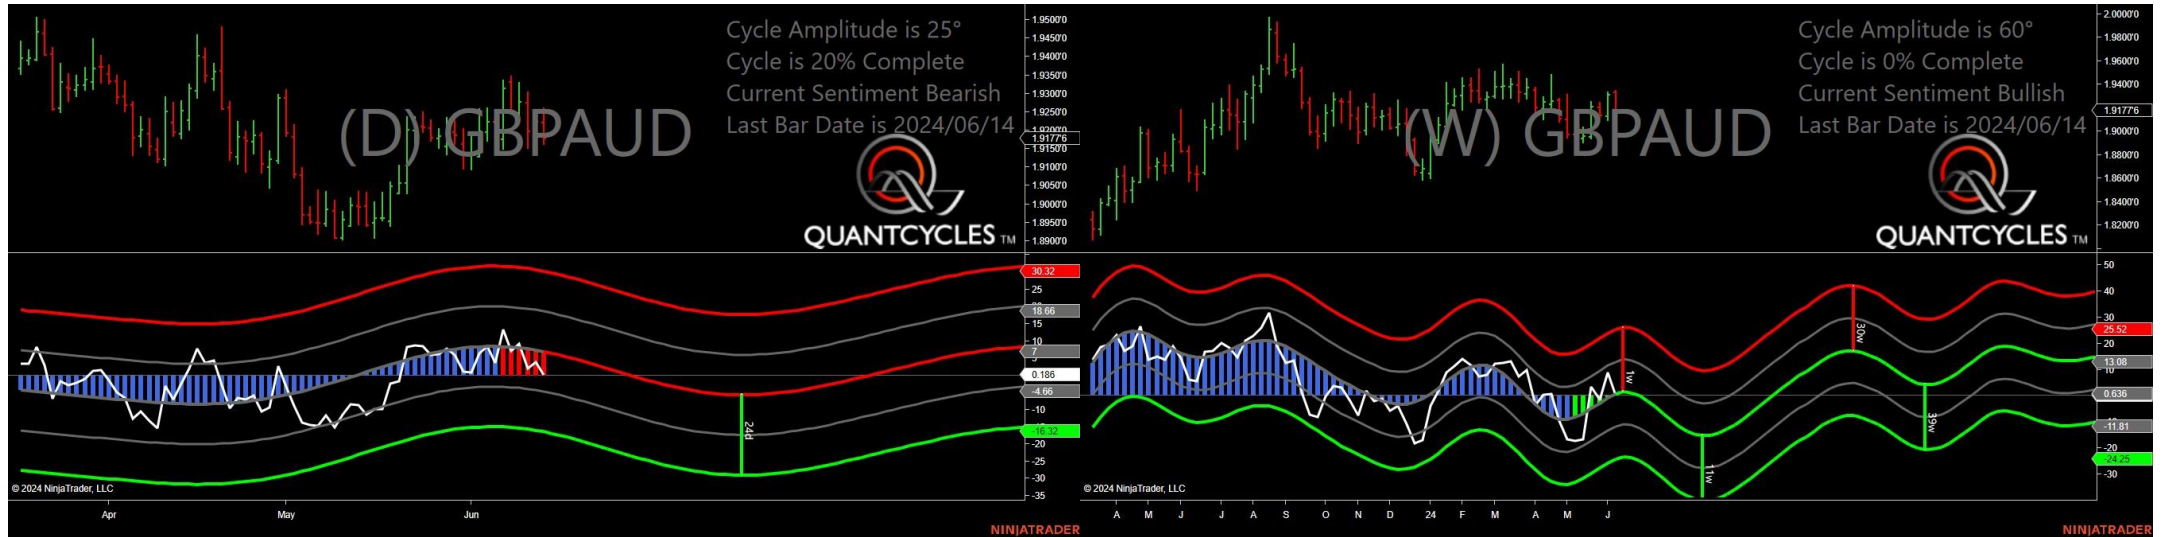 Cycle Amplitude is 25°
Cycle is 20% Complete
Current Sentiment Bearish
Last Bar Date is 2024/06/14
(D) GBPAUD
QUANTCYCLES TM
1.9500'0
1.9450'0
1.9400'0
1.9350'0
1.9300'0
1.9250'0
1.9200'0
1.91776
1.9150'0
1.9100'0
1.9050'0
1.9000'0
1.8950'0
1.8900'0
30.32
25
20
18.66
15
10
7
0.186
-4.66
-10
-16.32
-20
-25
-30
-35
24d
© 2024 NinjaTrader, LLC
Apr
May
Jun
NINJATRADER
Cycle Amplitude is 60°
Cycle is 0% Complete
Current Sentiment Bullish
Last Bar Date is 2024/06/14
(W) GBPAUD
QUANTCYCLES TM
2.0000'0
1.9800'0
1.9600'0
1.9400'0
1.91776
1.9000'0
1.8800'0
1.8600'0
1.8400'0
1.8200'0
50
40
30
25.52
20
13.08
10
0.636
-11.81
-20
-24.25
-30
1w
11w
30w
39w
© 2024 NinjaTrader, LLC
A M J J A S O N D 24 F M A M J
NINJATRADER